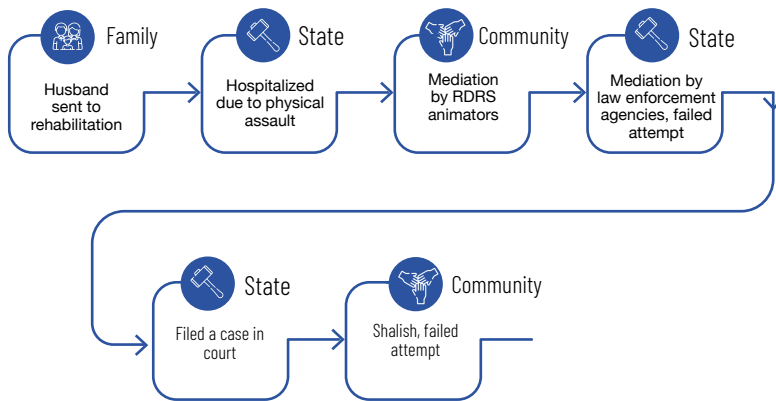 Family
Husband
sent to
rehabilitation
State
Hospitalized
due to physical
assault
Community
Mediation
by RDRS
animators
State
Mediation by
law enforcement
agencies, failed
attempt
State
Filed a case in
court
Community
Shalish, failed
attempt